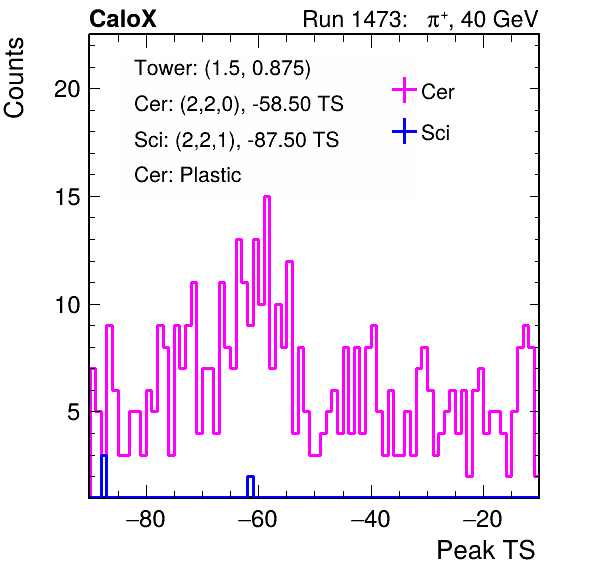 CaloX Run 1473: π⁺, 40 GeV
Counts
Tower: (1.5, 0.875)
Cer: (2,2,0), -58.50 TS
Sci: (2,2,1), -87.50 TS
Cer: Plastic
Cer
Sci
20
15
10
5
−80 −60 −40 −20
Peak TS